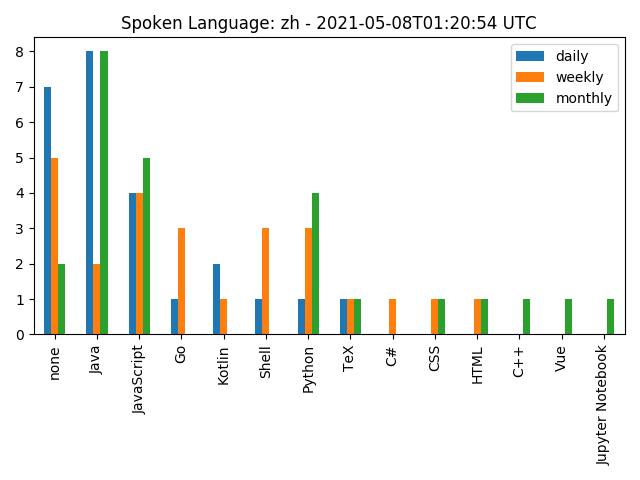 Spoken Language: zh - 2021-05-08T01:20:54 UTC
daily
weekly
monthly
8
7
6
5
4
3
2
1
0
none
Java
JavaScript
Go
Kotlin
Shell
Python
TeX
C#
CSS
HTML
C++
Vue
Jupyter Notebook